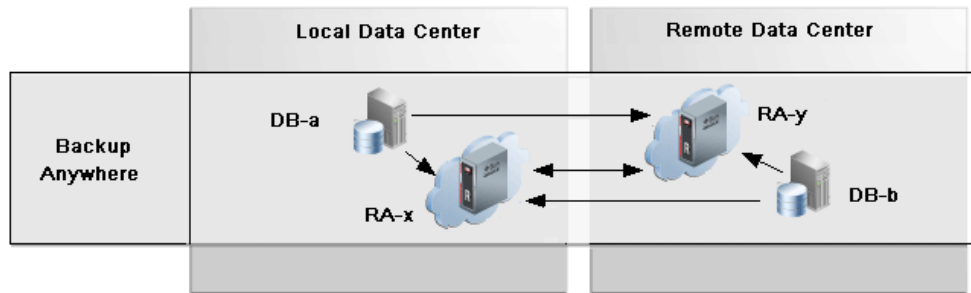 Local Data Center
Remote Data Center
Backup
Anywhere
DB-a
RA-x
RA-y
DB-b
R
R